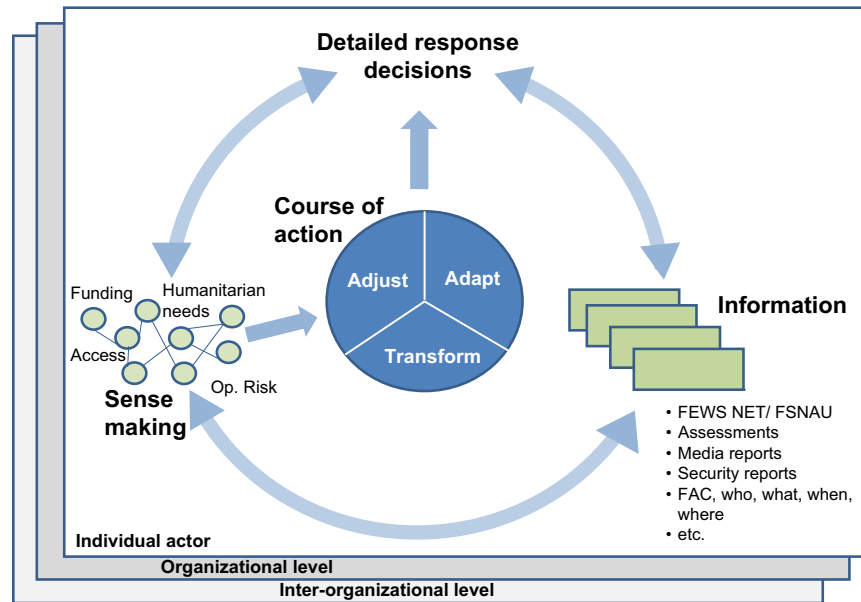 Detailed response
decisions
Course of
action
Adjust
Adapt
Transform
Funding
Humanitarian
needs
Access
Op. Risk
Sense
making
Information
• FEWS NET/ FSNAU
• Assessments
• Media reports
• Security reports
• FAC, who, what, when,
where
• etc.
Individual actor
Organizational level
Inter-organizational level